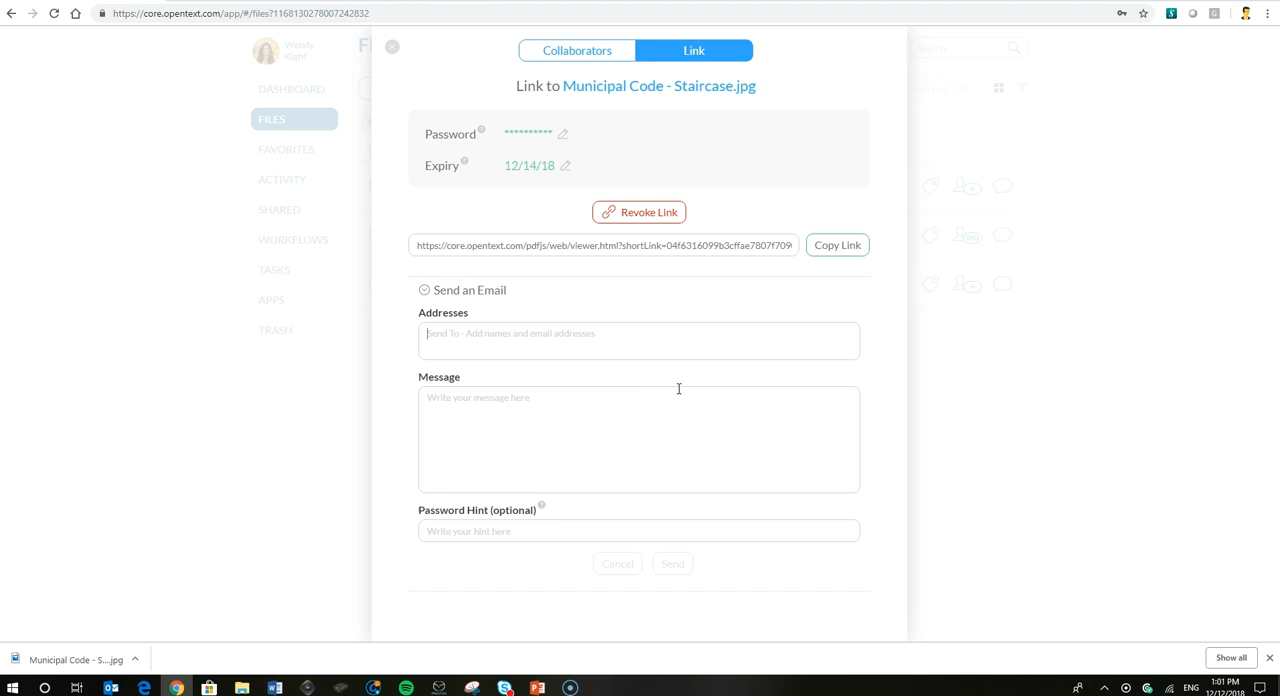 https://core.opentext.com/app/#/files?1168130278007242832
S
G
Wendy
Kight
Search
DASHBOARD
FILES
FAVORITES
ACTIVITY
SHARED
WORKFLOWS
TASKS
APPS
TRASH
Collaborators
Link
Link to Municipal Code - Staircase.jpg
Password ?
**********
Expiry ?
12/14/18
Revoke Link
https://core.opentext.com/pdfjs/web/viewer.html?shortLink=04f6316099b3cffae7807f709
Copy Link
Send an Email
Addresses
Send To - Add names and email addresses
Message
Write your message here
Password Hint (optional) ?
Write your hint here
Cancel
Send
Municipal Code - S....jpg
Show all
ENG
1:01 PM
12/12/2018